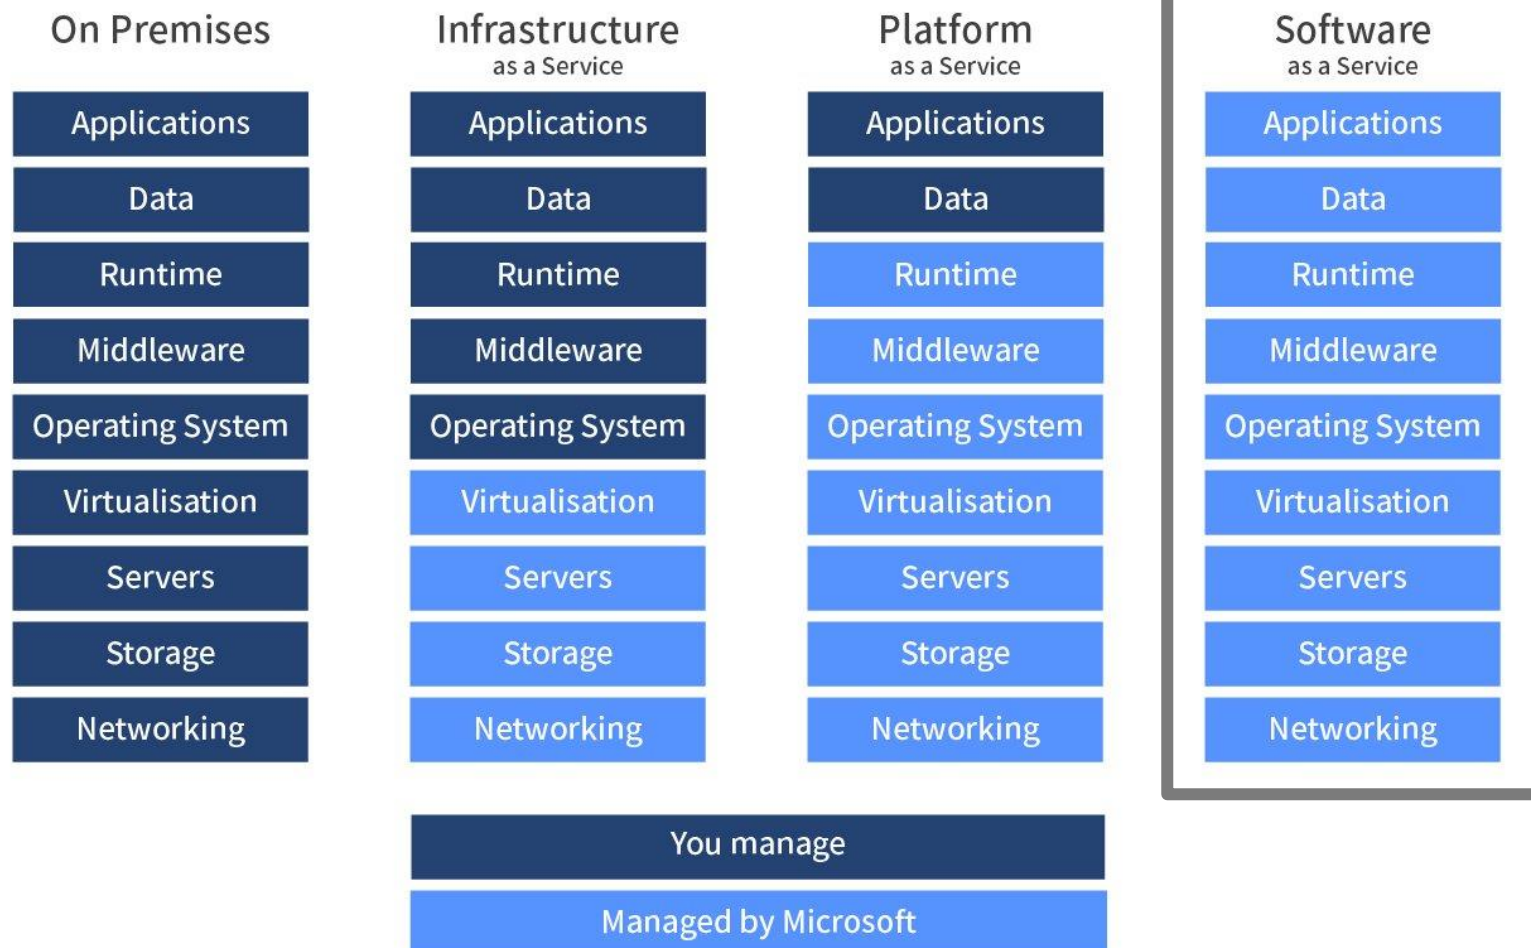 On Premises
Applications
Data
Runtime
Middleware
Operating System
Virtualisation
Servers
Storage
Networking
Infrastructure
as a Service
Applications
Data
Runtime
Middleware
Operating System
Virtualisation
Servers
Storage
Networking
Platform
as a Service
Applications
Data
Runtime
Middleware
Operating System
Virtualisation
Servers
Storage
Networking
Software
as a Service
Applications
Data
Runtime
Middleware
Operating System
Virtualisation
Servers
Storage
Networking
You manage
Managed by Microsoft